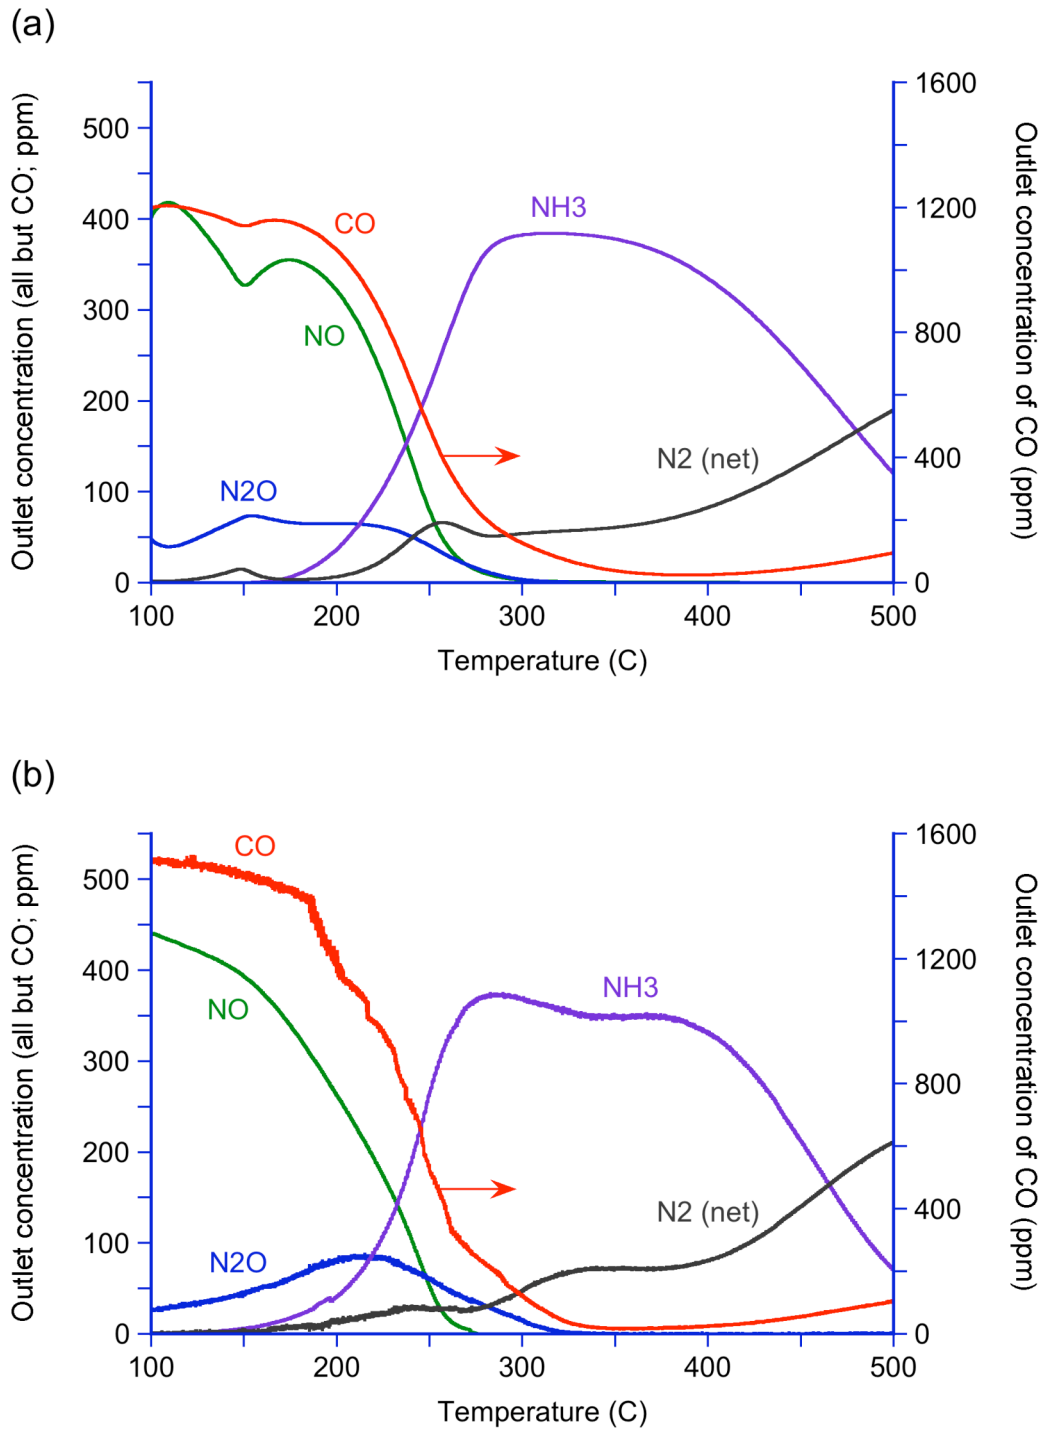 (a)
Outlet concentration (all but CO; ppm)
500
400
300
200
100
0
1600
1200
800
400
0
Outlet concentration of CO (ppm)
CO
NO
NH3
N2O
N2 (net)
100 200 300 400 500
Temperature (C)
(b)
Outlet concentration (all but CO; ppm)
500
400
300
200
100
0
1600
1200
800
400
0
Outlet concentration of CO (ppm)
CO
NO
NH3
N2O
N2 (net)
100 200 300 400 500
Temperature (C)